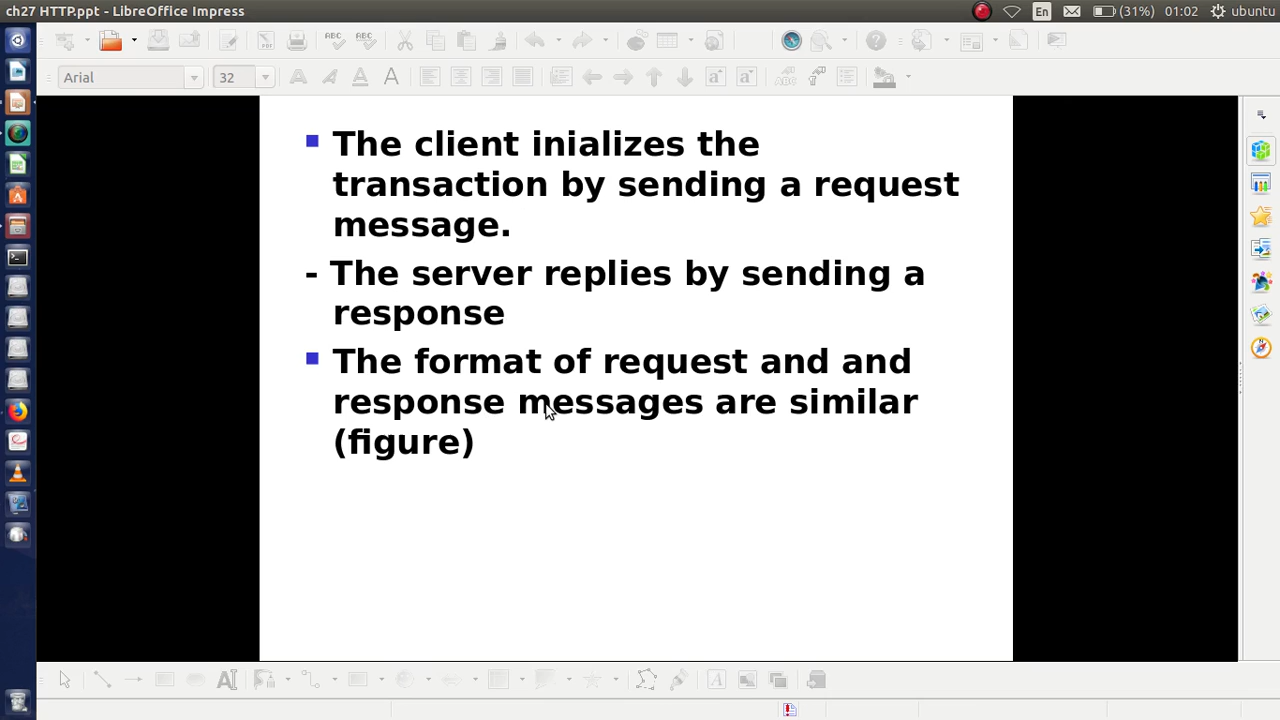 ch27 HTTP.ppt - LibreOffice Impress
En
(31%)
01:02
ubuntu
Arial
32
The client inializes the
transaction by sending a request
message.
- The server replies by sending a
response
The format of request and and
response messages are similar
(figure)